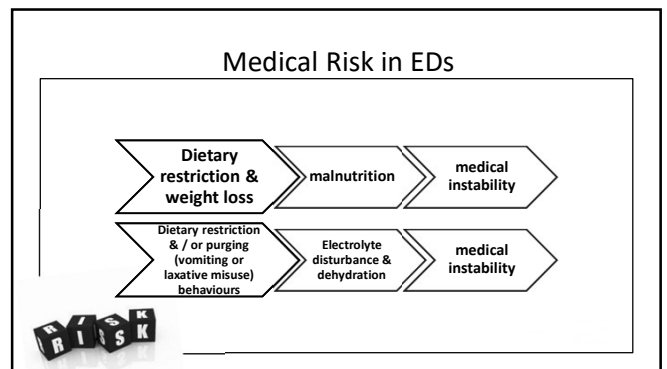 Medical Risk in EDs
Dietary
restriction &
weight loss
malnutrition
medical
instability
Dietary restriction
& / or purging
(vomiting or
laxative misuse)
behaviours
Electrolyte
disturbance &
dehydration
medical
instability
R I S K
R I S K